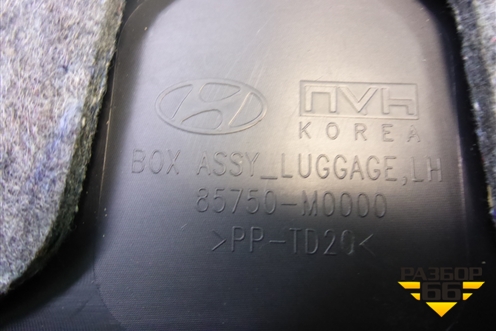 NVH
KOREA
BOX ASSY_LUGGAGE,LH
85750-M0000
>PP-TD20<
РАЗБОР
66